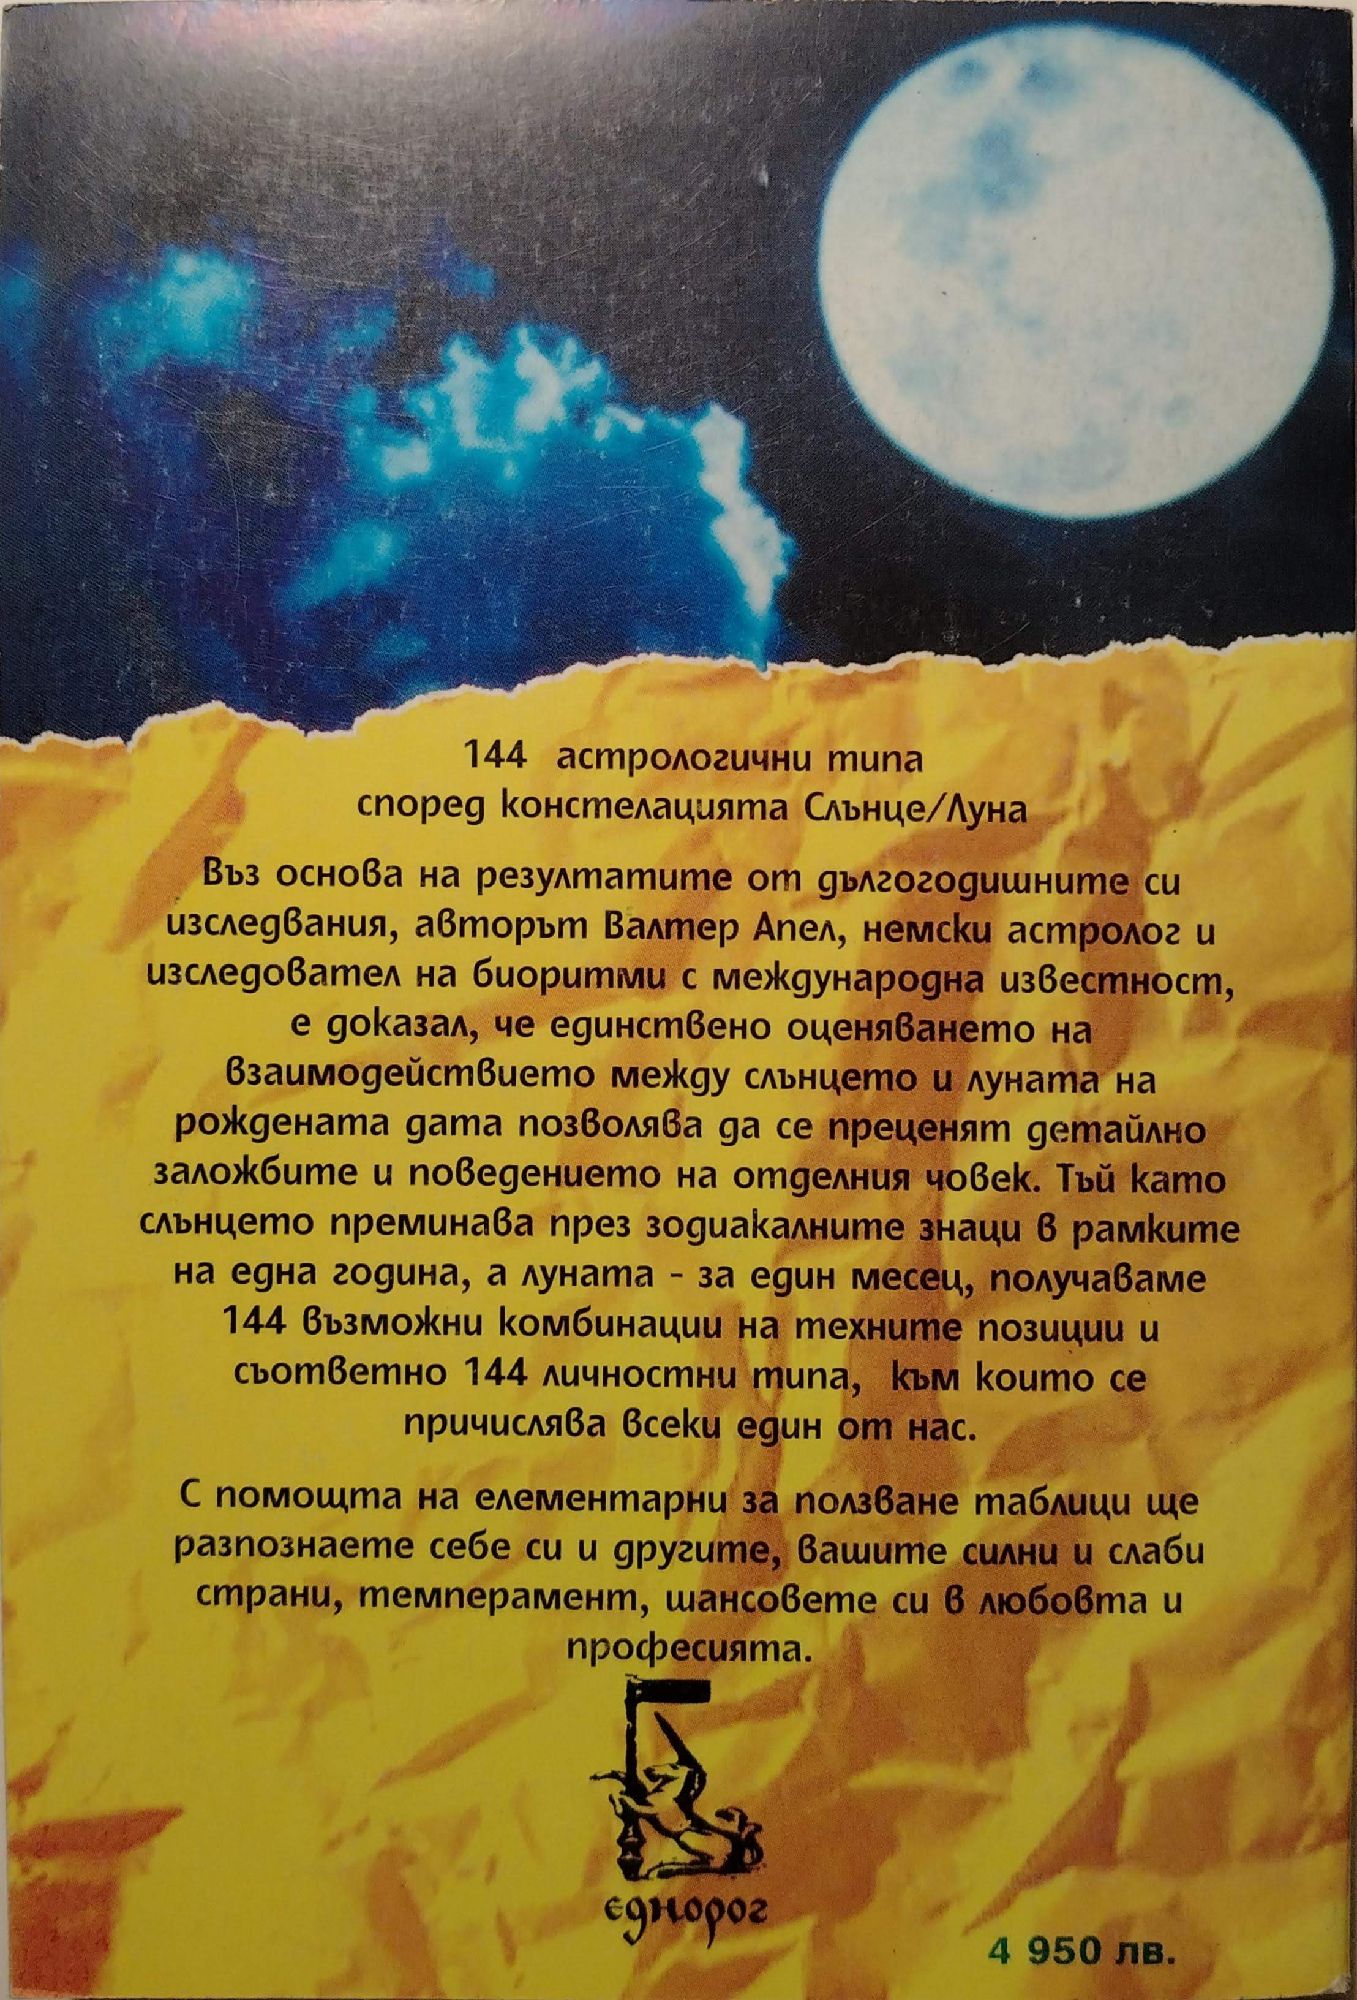 144 астрологични типа
според констелацията Слънце/Луна
Въз основа на резултатите от дългогодишните си
изследвания, авторът Валтер Апел, немски астролог и
изследовател на биоритми с международна известност,
е доказал, че единствено оценяването на
взаимодействието между слънцето и луната на
рождената дата позволява да се преценят детайлно
заложбите и поведението на отделния човек. Тъй като
слънцето преминава през зодиакалните знаци в рамките
на една година, а луната - за един месец, получаваме
144 възможни комбинации на техните позиции и
съответно 144 личностни типа, към които се
причислява всеки един от нас.
С помощта на елементарни за ползване таблици ще
разпознаете себе си и другите, вашите силни и слаби
страни, темперамент, шансовете си в любовта и
професията.
Еднорог
4 950 лв.